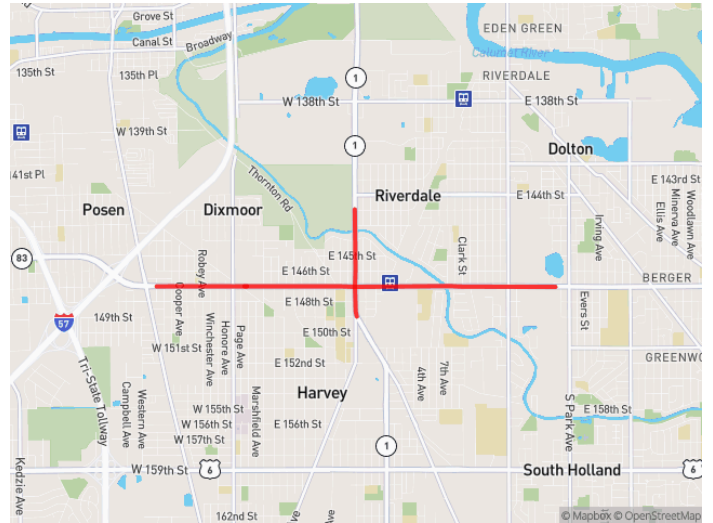 Grove St
Canal St
Broadway
135th St
135th Pl
EDEN GREEN
Calumet River
RIVERDALE
1
W 138th St
E 138th St
W 139th St
1
Dolton
141st Pl
Thornton Rd
E 143rd St
Posen
Dixmoor
Riverdale
E 144th St
Woodlawn Ave
Minerva Ave
Ellis Ave
Irving Ave
Clark St
E 145th St
83
Robey Ave
E 146th St
BERGER
Cooper Ave
E 148th St
Evers St
149th St
57
E 150th St
W 151st St
Winchester Ave
Honore Ave
Page Ave
E 152nd St
GREENWO
Tri-State Tollway
Campbell Ave
Western Ave
Marshfield Ave
Harvey
4th Ave
7th Ave
S Park Ave
W 155th St
W 156th St
E 156th St
E 158th St
W 157th St
1
Kedzie Ave
W 159th St
6
South Holland
6
162nd St
Ave
© Mapbox © OpenStreetMap